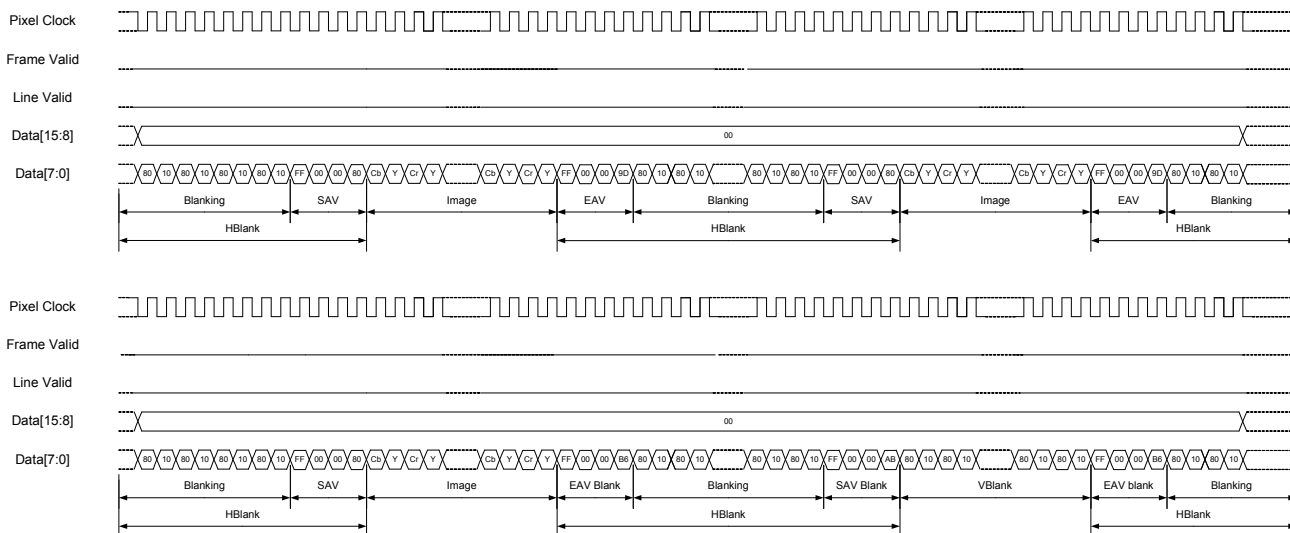 Pixel Clock
Frame Valid
Line Valid
Data[15:8] 00
Data[7:0] 80 10 80 10 80 10 80 10 FF 00 00 80 Cb Y Cr Y Cb Y Cr Y FF 00 00 9D 80 10 80 10 80 10 80 10 FF 00 00 80 Cb Y Cr Y Cb Y Cr Y FF 00 00 9D 80 10 80 10
Blanking SAV Image EAV Blanking SAV Image EAV Blanking
HBlank HBlank HBlank
Pixel Clock
Frame Valid
Line Valid
Data[15:8] 00
Data[7:0] 80 10 80 10 80 10 80 10 FF 00 00 80 Cb Y Cr Y Cb Y Cr Y FF 00 00 B6 80 10 80 10 80 10 80 10 FF 00 00 AB 80 10 80 10 80 10 80 10 FF 00 00 B6 80 10 80 10
Blanking SAV Image EAV Blank Blanking SAV Blank VBlank EAV blank Blanking
HBlank HBlank HBlank